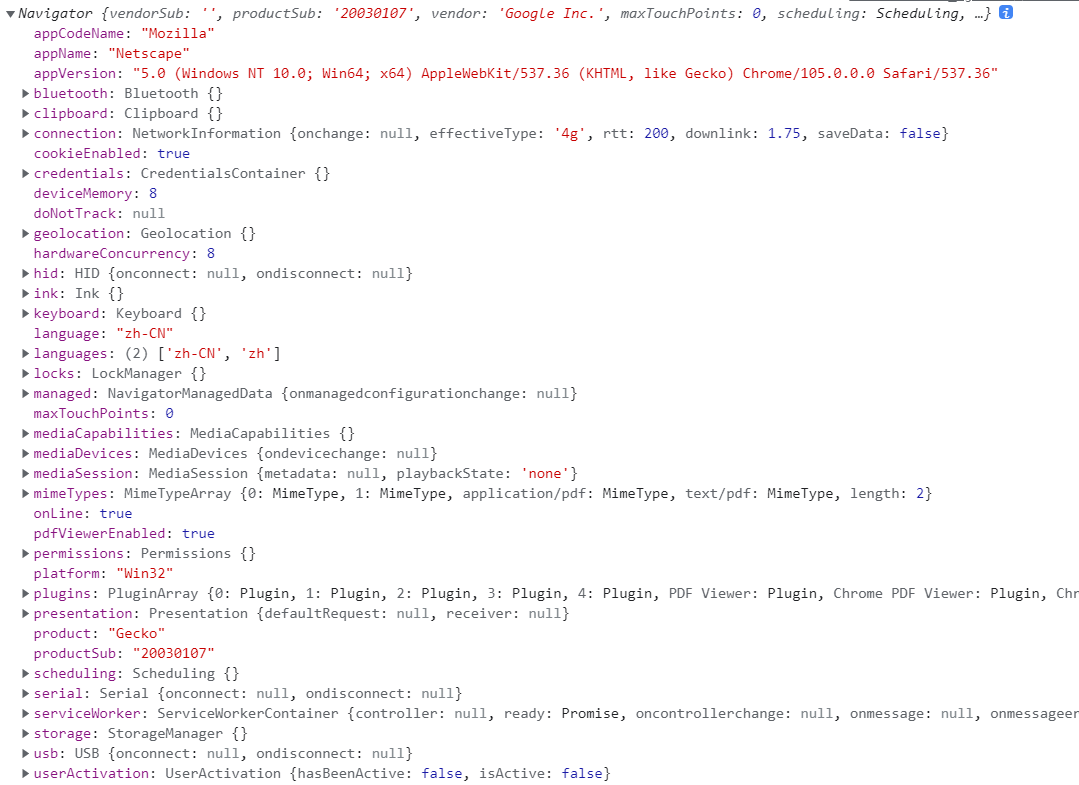 Navigator {vendorSub: '', productSub: '20030107', vendor: 'Google Inc.', maxTouchPoints: 0, scheduling: Scheduling, …} i
appCodeName: "Mozilla"
appName: "Netscape"
appVersion: "5.0 (Windows NT 10.0; Win64; x64) AppleWebKit/537.36 (KHTML, like Gecko) Chrome/105.0.0.0 Safari/537.36"
bluetooth: Bluetooth {}
clipboard: Clipboard {}
connection: NetworkInformation {onchange: null, effectiveType: '4g', rtt: 200, downlink: 1.75, saveData: false}
cookieEnabled: true
credentials: CredentialsContainer {}
deviceMemory: 8
doNotTrack: null
geolocation: Geolocation {}
hardwareConcurrency: 8
hid: HID {onconnect: null, ondisconnect: null}
ink: Ink {}
keyboard: Keyboard {}
language: "zh-CN"
languages: (2) ['zh-CN', 'zh']
locks: LockManager {}
managed: NavigatorManagedData {onmanagedconfigurationchange: null}
maxTouchPoints: 0
mediaCapabilities: MediaCapabilities {}
mediaDevices: MediaDevices {ondevicechange: null}
mediaSession: MediaSession {metadata: null, playbackState: 'none'}
mimeTypes: MimeTypeArray {0: MimeType, 1: MimeType, application/pdf: MimeType, text/pdf: MimeType, length: 2}
onLine: true
pdfViewerEnabled: true
permissions: Permissions {}
platform: "Win32"
plugins: PluginArray {0: Plugin, 1: Plugin, 2: Plugin, 3: Plugin, 4: Plugin, PDF Viewer: Plugin, Chrome PDF Viewer: Plugin, Chr
presentation: Presentation {defaultRequest: null, receiver: null}
product: "Gecko"
productSub: "20030107"
scheduling: Scheduling {}
serial: Serial {onconnect: null, ondisconnect: null}
serviceWorker: ServiceWorkerContainer {controller: null, ready: Promise, oncontrollerchange: null, onmessage: null, onmessageer
storage: StorageManager {}
usb: USB {onconnect: null, ondisconnect: null}
userActivation: UserActivation {hasBeenActive: false, isActive: false}